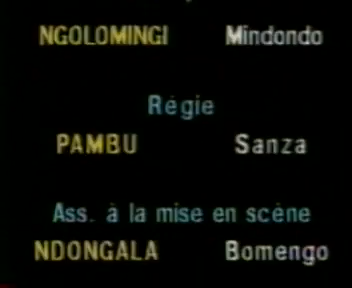 NGOLOMINGI Mindondo
Régie
PAMBU Sanza
Ass. à la mise en scène
NDONGALA Bomengo